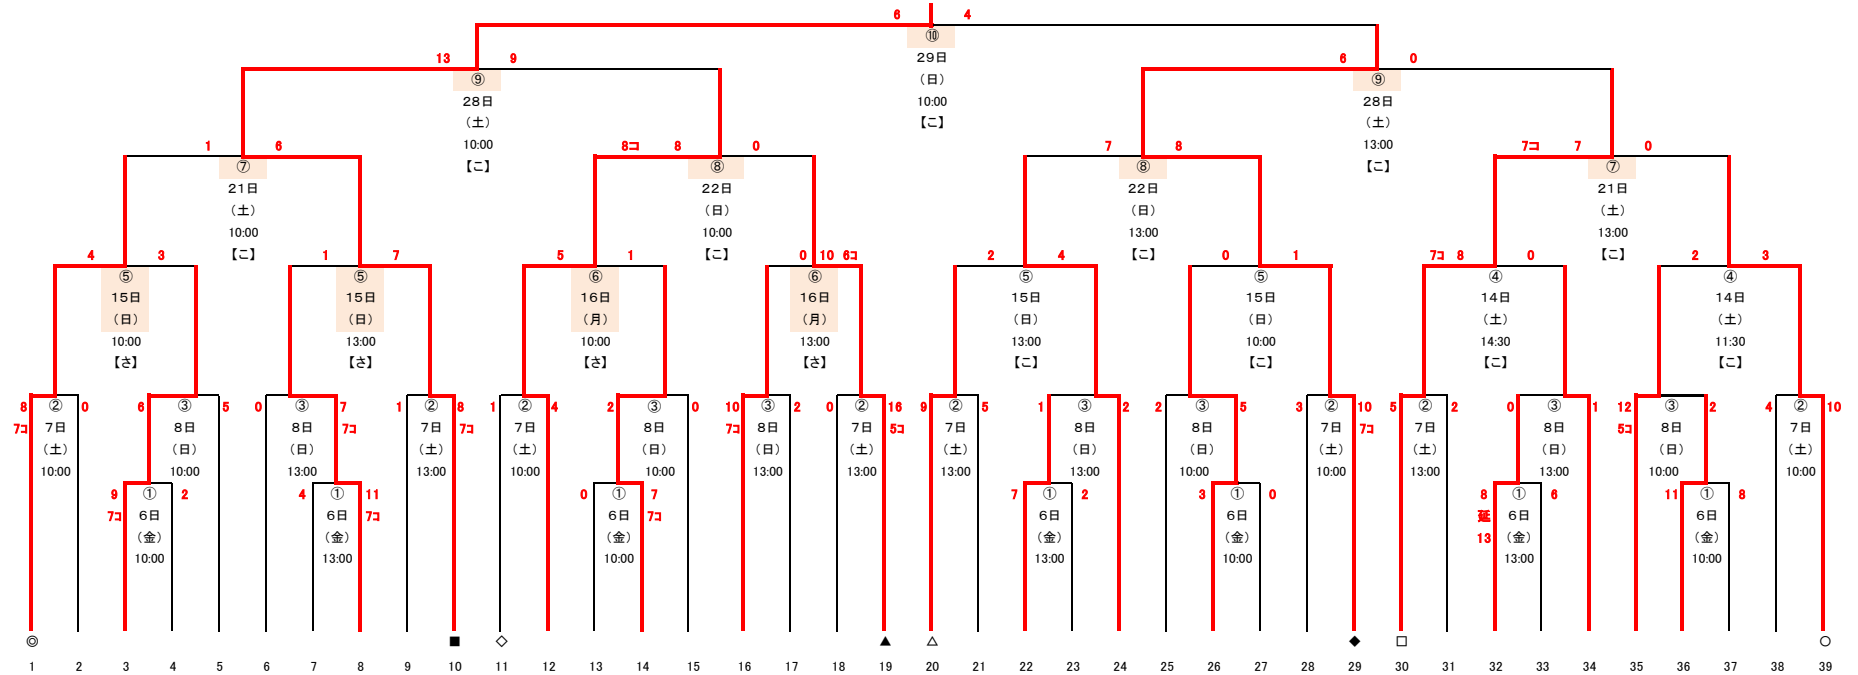 6 4
⑩
29日
（日）
10:00
【こ】
13 9 6 0
⑨ ⑨
28日 28日
（土） （土）
10:00 13:00
【こ】 【こ】
1 6 8コ 8 0 7 8 7コ 7 0
⑦ ⑧ ⑧ ⑦
21日 22日 22日 21日
（土） （日） （日） （土）
10:00 10:00 13:00 13:00
【こ】 【こ】 【こ】 【こ】
4 3 1 7 5 1 0 10 6コ 2 4 0 1 7コ 8 0 2 3
⑤ ⑤ ⑥ ⑥ ⑤ ⑤ ④ ④
15日 15日 16日 16日 15日 15日 14日 14日
（日） （日） （月） （月） （日） （日） （土） （土）
10:00 13:00 10:00 13:00 13:00 10:00 14:30 11:30
【さ】 【さ】 【さ】 【さ】 【こ】 【こ】 【こ】 【こ】
8 ② 0 6 ③ 5 0 ③ 7 1 ② 8 1 ② 4 2 ③ 0 10 ③ 2 0 ② 16 9 ② 5 1 ③ 2 2 ③ 5 3 ② 10 5 ② 2 0 ③ 1 12 ③ 2 4 ② 10
7コ 7日 8日 8日 7コ 7日 7コ 7日 8日 7コ 8日 7日 5コ 7日 8日 8日 7日 7コ 7日 8日 5コ 8日 7日
（土） （日） （日） （土） （土） （日） （日） （土） （土） （日） （日） （土） （土） （日） （日） （土）
10:00 10:00 13:00 13:00 10:00 10:00 13:00 13:00 13:00 13:00 10:00 10:00 13:00 13:00 10:00 10:00
9 ① 2 4 ① 11 0 ① 7 7 ① 2 3 ① 0 8 ① 6 11 ① 8
7コ 6日 6日 7コ 6日 7コ 6日 6日 延 6日 6日
（金） （金） （金） （金） （金） 13 （金） （金）
10:00 13:00 10:00 13:00 10:00 13:00 10:00
◎ ■ ◇ ▲ △ ◆ □ ○
1 2 3 4 5 6 7 8 9 10 11 12 13 14 15 16 17 18 19 20 21 22 23 24 25 26 27 28 29 30 31 32 33 34 35 36 37 38 39